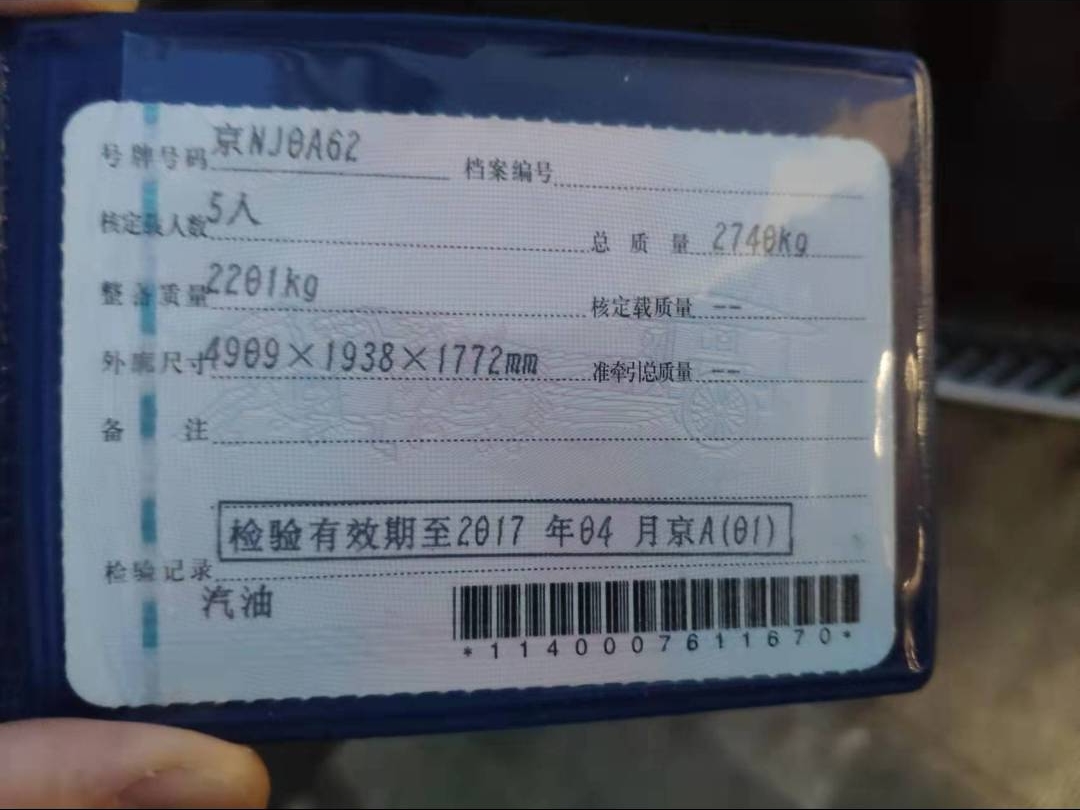 号牌号码 京NJ0A62 档案编号
核定载人数 5人 总质量 2740kg
整备质量 2201kg 核定载质量 --
外廓尺寸 4909×1938×1772mm 准牵引总质量 --
备注
检验有效期至2017 年04 月京A(01)
检验记录
汽油
*1140007611670*